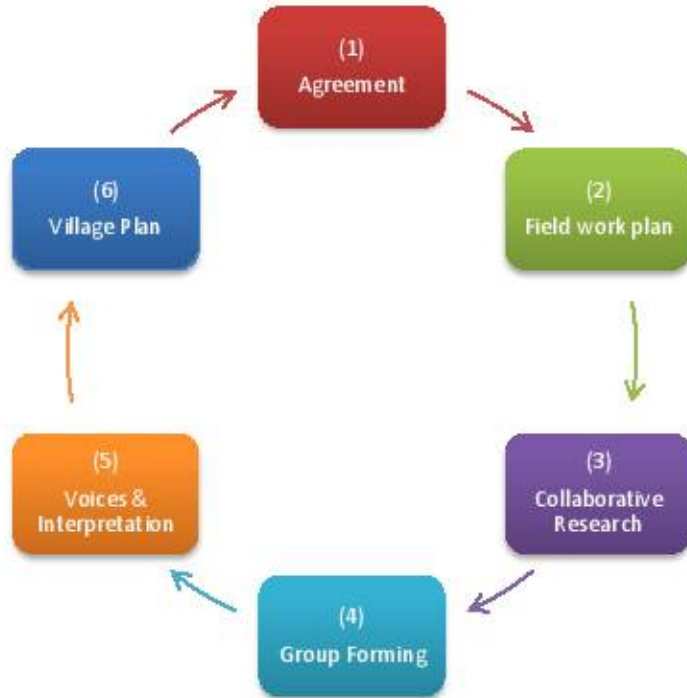 (1)
Agreement
(2)
Field work plan
(3)
Collaborative
Research
(4)
Group Forming
(5)
Voices &
Interpretation
(6)
Village Plan